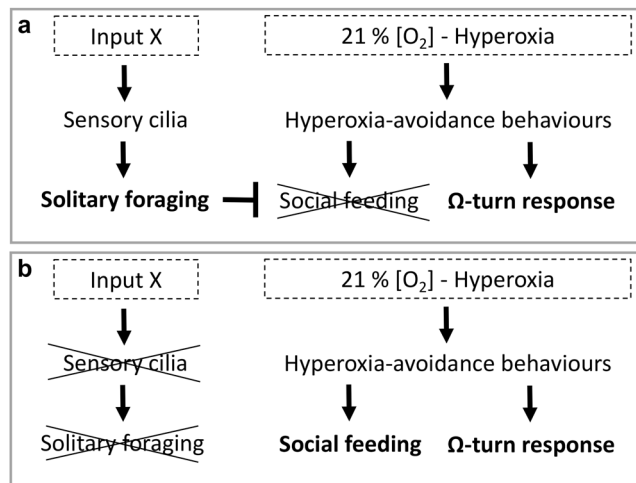 a
Input X
21 % [O₂] - Hyperoxia
Sensory cilia
Hyperoxia-avoidance behaviours
Solitary foraging
Social feeding
Ω-turn response
b
Input X
21 % [O₂] - Hyperoxia
Sensory cilia
Hyperoxia-avoidance behaviours
Solitary foraging
Social feeding
Ω-turn response